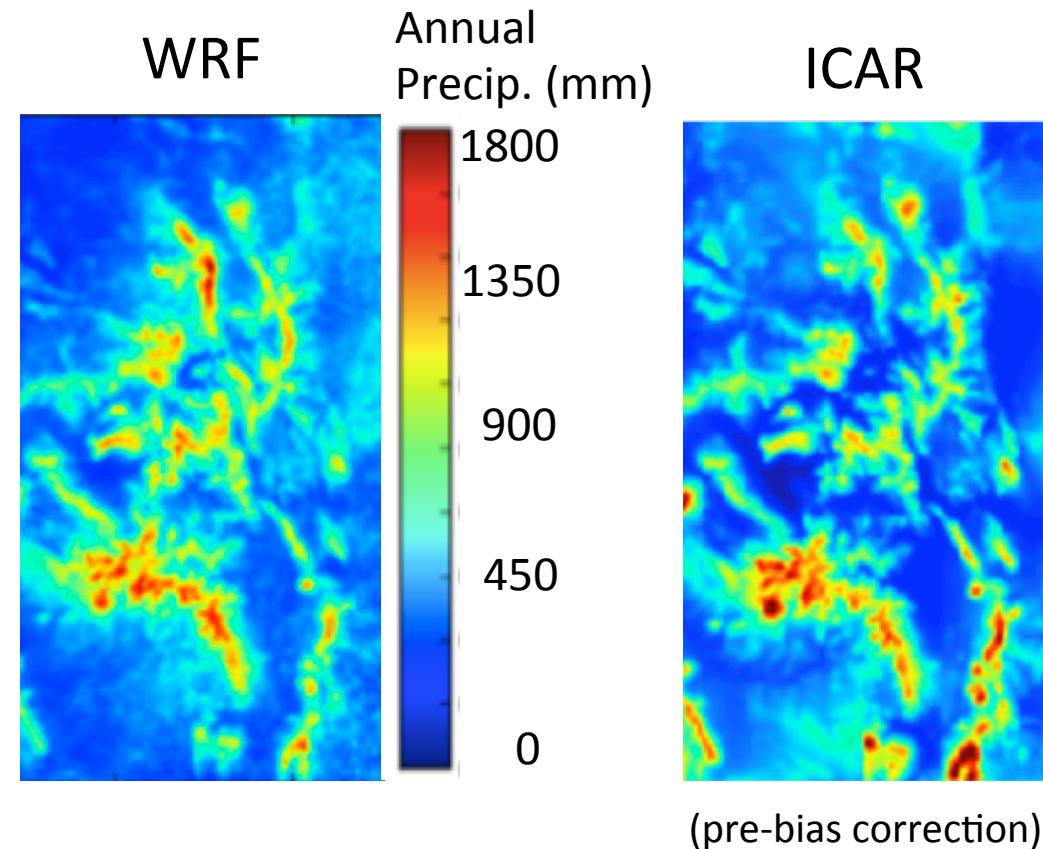 WRF
Annual
Precip. (mm)
1800
1350
900
450
0
ICAR
(pre-bias correction)